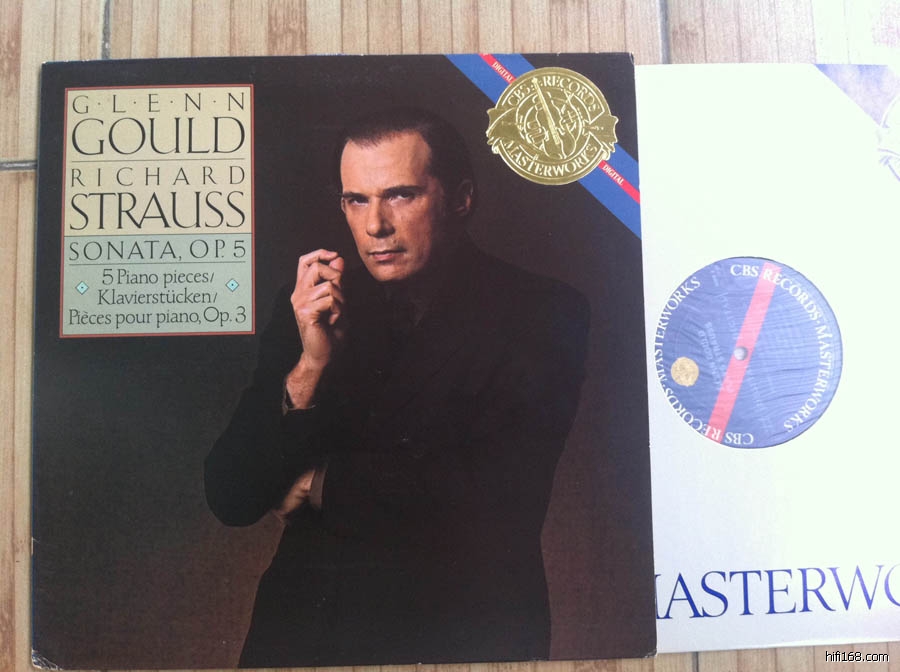 G·L·E·N·N
GOULD
RICHARD
STRAUSS
SONATA, OP. 5
5 Piano pieces/
Klavierstücken/
Pièces pour piano, Op. 3
DIGITAL
CBS RECORDS
MASTERWORKS
DIGITAL
CBS RECORDS·MASTERWORKS
CBS RECORDS·MASTERWORKS
MASTERWO
hifi168.com